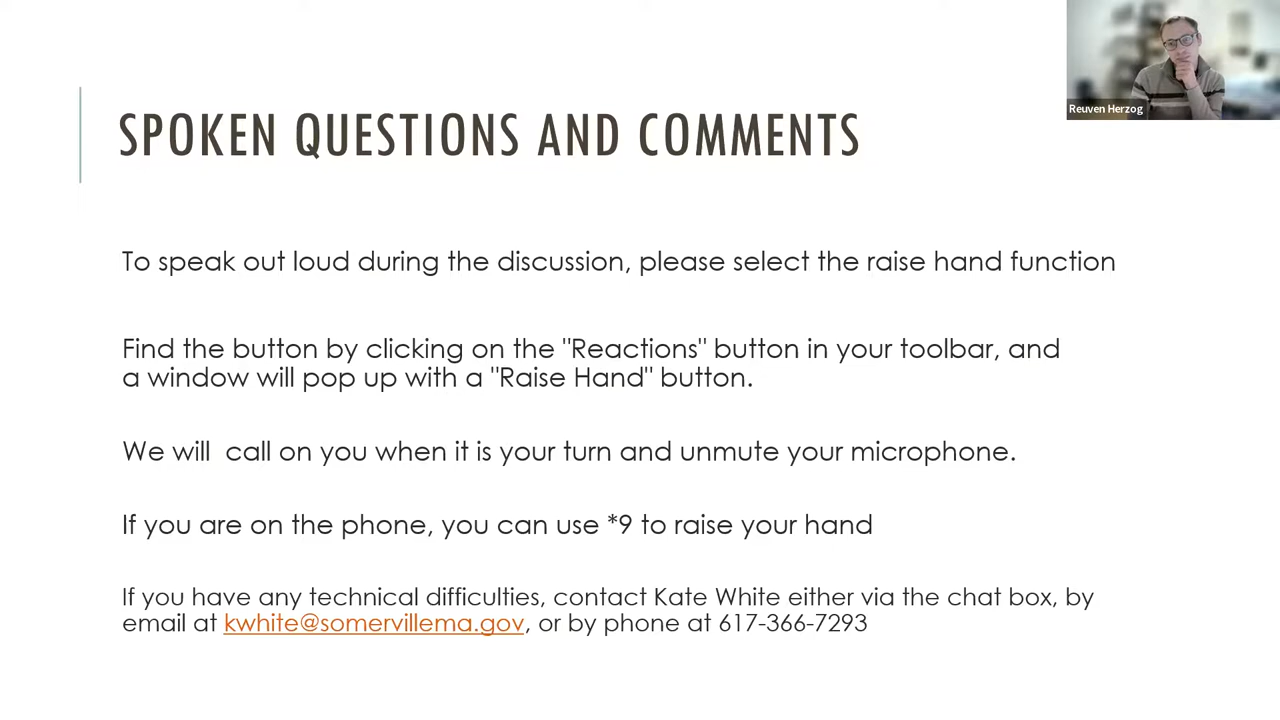 Reuven Herzog
SPOKEN QUESTIONS AND COMMENTS
To speak out loud during the discussion, please select the raise hand function
Find the button by clicking on the "Reactions" button in your toolbar, and
a window will pop up with a "Raise Hand" button.
We will  call on you when it is your turn and unmute your microphone.
If you are on the phone, you can use *9 to raise your hand
If you have any technical difficulties, contact Kate White either via the chat box, by
email at kwhite@somervillema.gov, or by phone at 617-366-7293